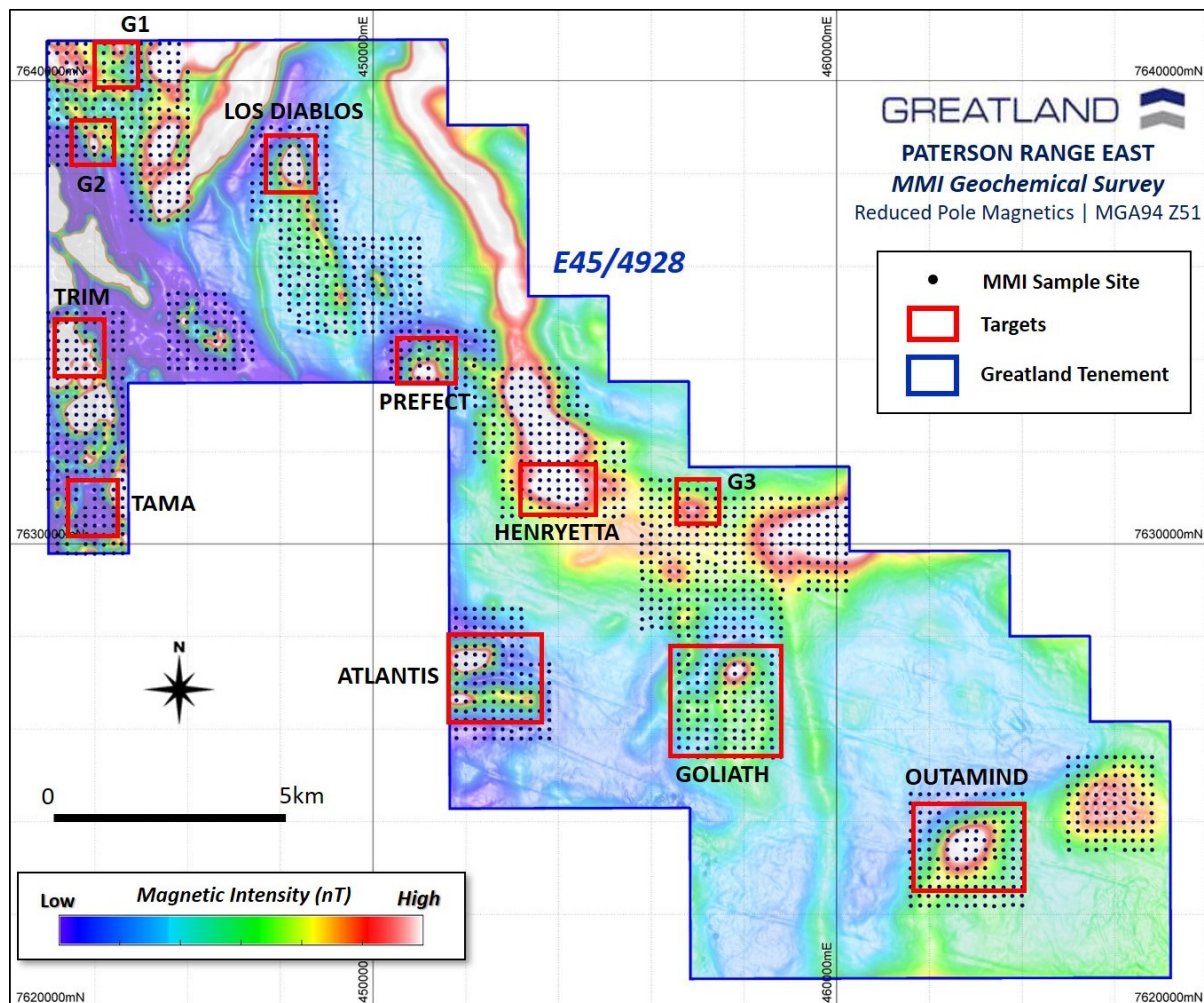 G1
450000mE
460000mE
7640000mN
7640000mN
LOS DIABLOS
GREATLAND
PATERSON RANGE EAST
MMI Geochemical Survey
Reduced Pole Magnetics | MGA94 Z51
G2
E45/4928
MMI Sample Site
Targets
Greatland Tenement
TRIM
PREFECT
TAMA
G3
HENRYETTA
7630000mN
7630000mN
N
ATLANTIS
GOLIATH
OUTAMIND
0
5km
Low
Magnetic Intensity (nT)
High
450000mE
460000mE
7620000mN
7620000mN